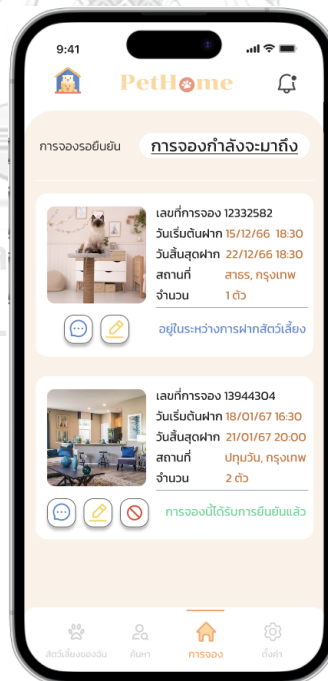 9:41
PetHome
การจองรอยืนยัน การจองกำลังจะมาถึง
เลขที่การจอง 12332582
วันเริ่มต้นฝาก 15/12/66 18:30
วันสิ้นสุดฝาก 22/12/66 18:30
สถานที่ สาธร, กรุงเทพ
จำนวน 1 ตัว
อยู่ในระหว่างการฝากสัตว์เลี้ยง
เลขที่การจอง 13944304
วันเริ่มต้นฝาก 18/01/67 16:30
วันสิ้นสุดฝาก 21/01/67 20:00
สถานที่ ปทุมวัน, กรุงเทพ
จำนวน 2 ตัว
การจองนี้ได้รับการยืนยันแล้ว
สัตว์เลี้ยงของฉัน ค้นหา การจอง ตั้งค่า